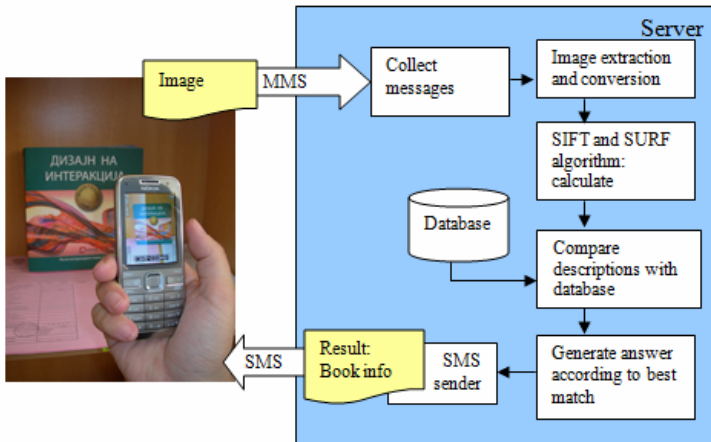 Server
Image
MMS
Collect
messages
Image extraction
and conversion
SIFT and SURF
algorithm:
calculate
Database
Compare
descriptions with
database
Generate answer
according to best
match
SMS
sender
Result:
Book info
SMS
ДИЗАЈН НА
ИНТЕРАКЦИЈА
NOKIA